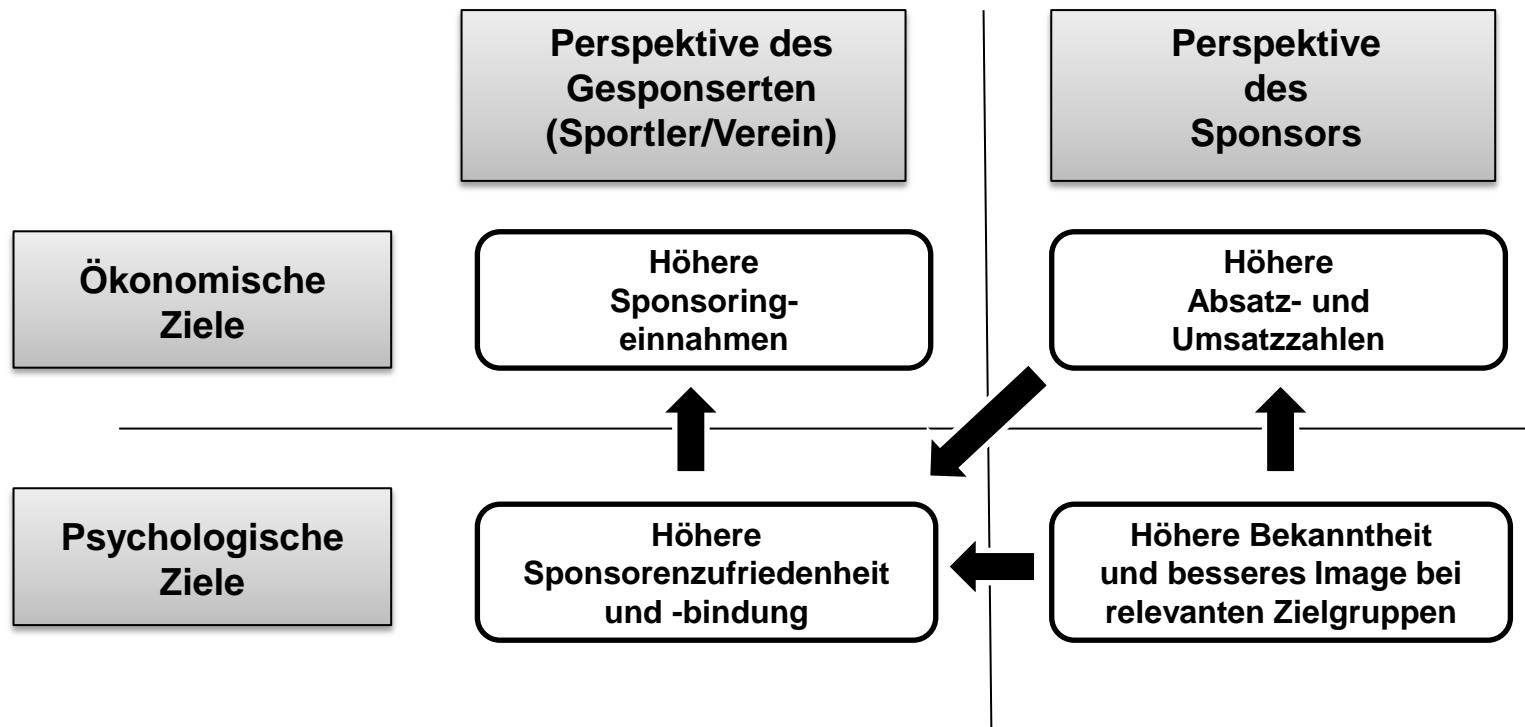 Perspektive des
Gesponserten
(Sportler/Verein)
Perspektive
des
Sponsors
Ökonomische
Ziele
Höhere
Sponsoring-
einnahmen
Höhere
Absatz- und
Umsatzzahlen
Psychologische
Ziele
Höhere
Sponsorenzufriedenheit
und -bindung
Höhere Bekanntheit
und besseres Image bei
relevanten Zielgruppen